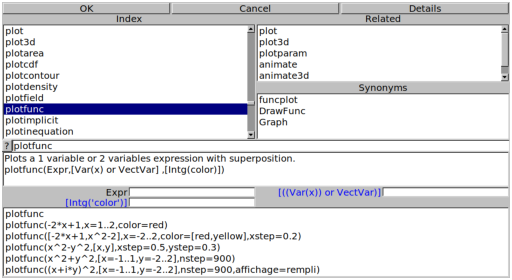 OK Cancel Details
Index Related
plot
plot3d
plotarea
plotcdf
plotcontour
plotdensity
plotfield
plotfunc
plotimplicit
plotinequation
plot
plot3d
plotparam
animate
animate3d
Synonyms
funcplot
DrawFunc
Graph
? plotfunc
Plots a 1 variable or 2 variables expression with superposition.
plotfunc(Expr,[Var(x) or VectVar] ,[Intg(color)])
Expr [((Var(x)) or VectVar)]
[Intg('color')]
plotfunc
plotfunc(-2*x+1,x=1..2,color=red)
plotfunc([-2*x+1,x^2-2],x=-2..2,color=[red,yellow],xstep=0.2)
plotfunc(x^2-y^2,[x,y],xstep=0.5,ystep=0.3)
plotfunc(x^2+y^2,[x=-1..1,y=-2..2],nstep=900)
plotfunc((x+i*y)^2,[x=-1..1,y=-2..2],nstep=900,affichage=rempli)